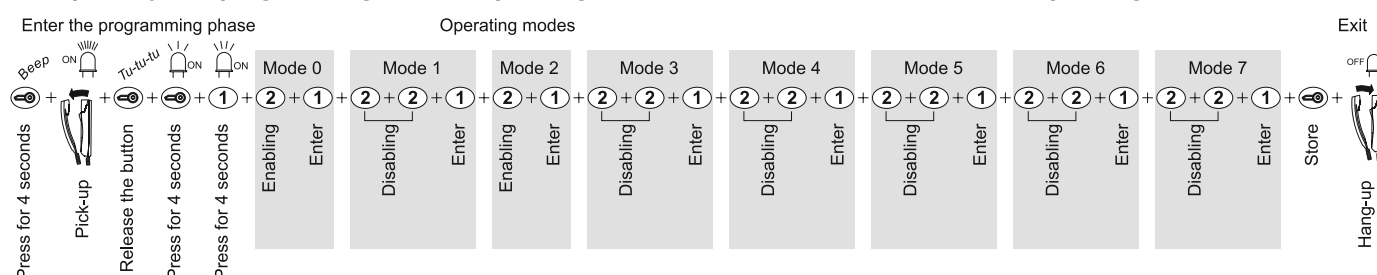 Enter the programming phase Operating modes Exit
Beep ON Tu-tu-tu ON ON OFF
Mode 0 Mode 1 Mode 2 Mode 3 Mode 4 Mode 5 Mode 6 Mode 7
+ + + 1 + 2 + 1 + 2 + 2 + 1 + 2 + 1 + 2 + 2 + 1 + 2 + 2 + 1 + 2 + 2 + 1 + 2 + 2 + 1 + 2 + 2 + 1 + +
Press for 4 seconds
Pick-up
Release the button
Press for 4 seconds
Press for 4 seconds
Enabling
Enter
Disabling
Enter
Enabling
Enter
Disabling
Enter
Disabling
Enter
Disabling
Enter
Disabling
Enter
Disabling
Enter
Store
Hang-up